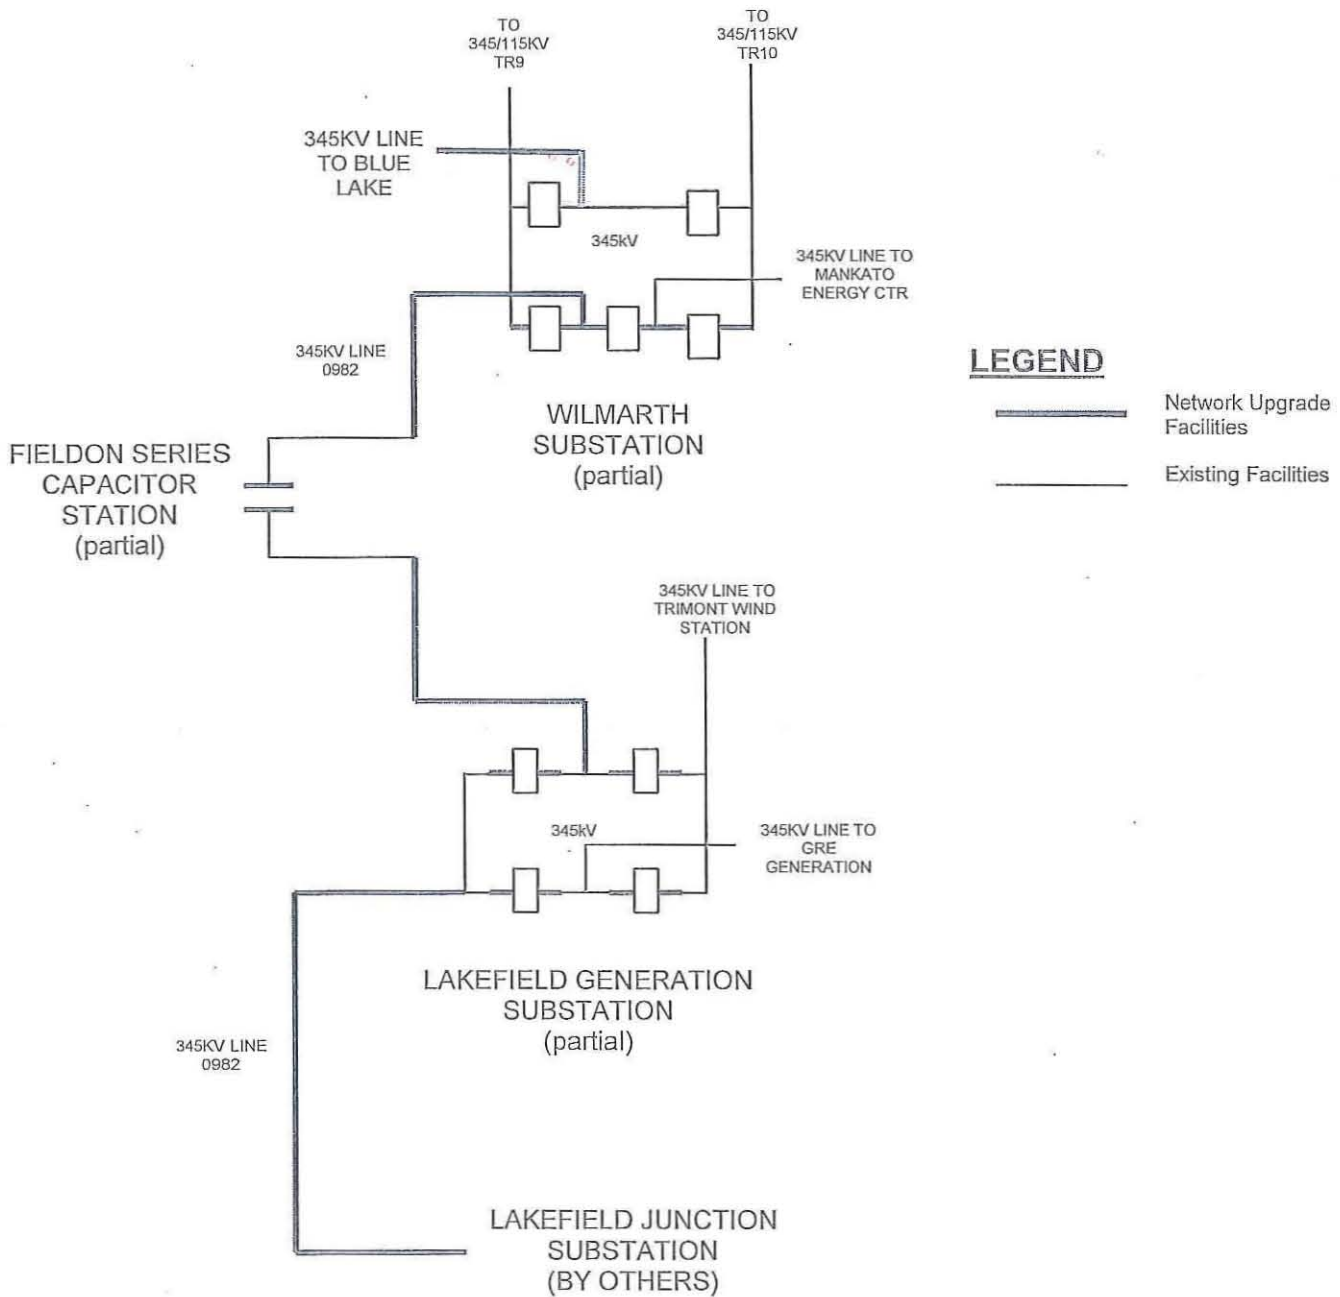 TO
345/115KV
TR9
TO
345/115KV
TR10
345KV LINE
TO BLUE
LAKE
345kV
345KV LINE TO
MANKATO
ENERGY CTR
345KV LINE
0982
WILMARTH
SUBSTATION
(partial)
LEGEND
Network Upgrade
Facilities
Existing Facilities
FIELDON SERIES
CAPACITOR
STATION
(partial)
345KV LINE TO
TRIMONT WIND
STATION
345kV
345KV LINE TO
GRE
GENERATION
LAKEFIELD GENERATION
SUBSTATION
(partial)
345KV LINE
0982
LAKEFIELD JUNCTION
SUBSTATION
(BY OTHERS)